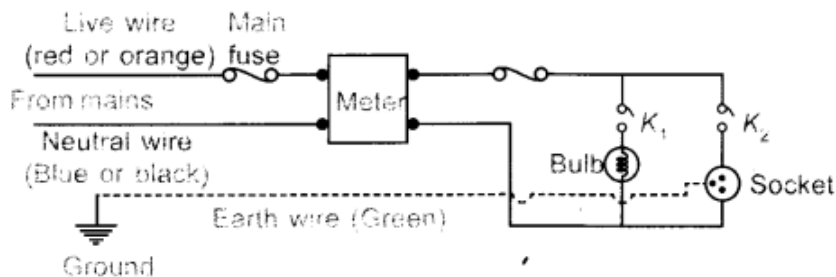 Live wire
(red or orange)
Main
fuse
From mains
Meter
Neutral wire
(Blue or black)
K1
K2
Bulb
Socket
Earth wire (Green)
Ground